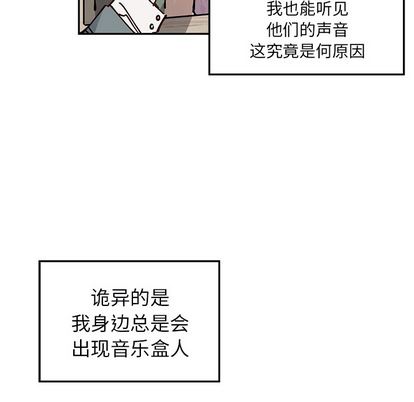 我也能听见
他们的声音
这究竟是何原因
诡异的是
我身边总是会
出现音乐盒人